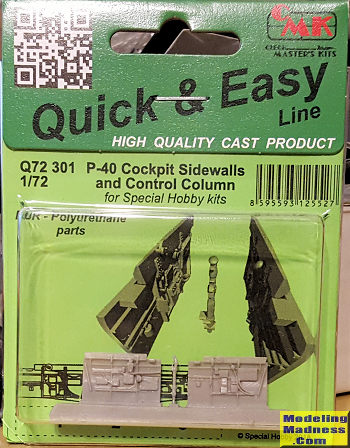 CMK
CZECH
MASTER'S KITS
Quick & Easy
Line
HIGH QUALITY CAST PRODUCT
Q72 301 P-40 Cockpit Sidewalls
1/72 and Control Column
for Special Hobby kits
8 595593 125527
PUR - Polyurethane
parts
© Special Hobby
Modeling
Madness.
Com